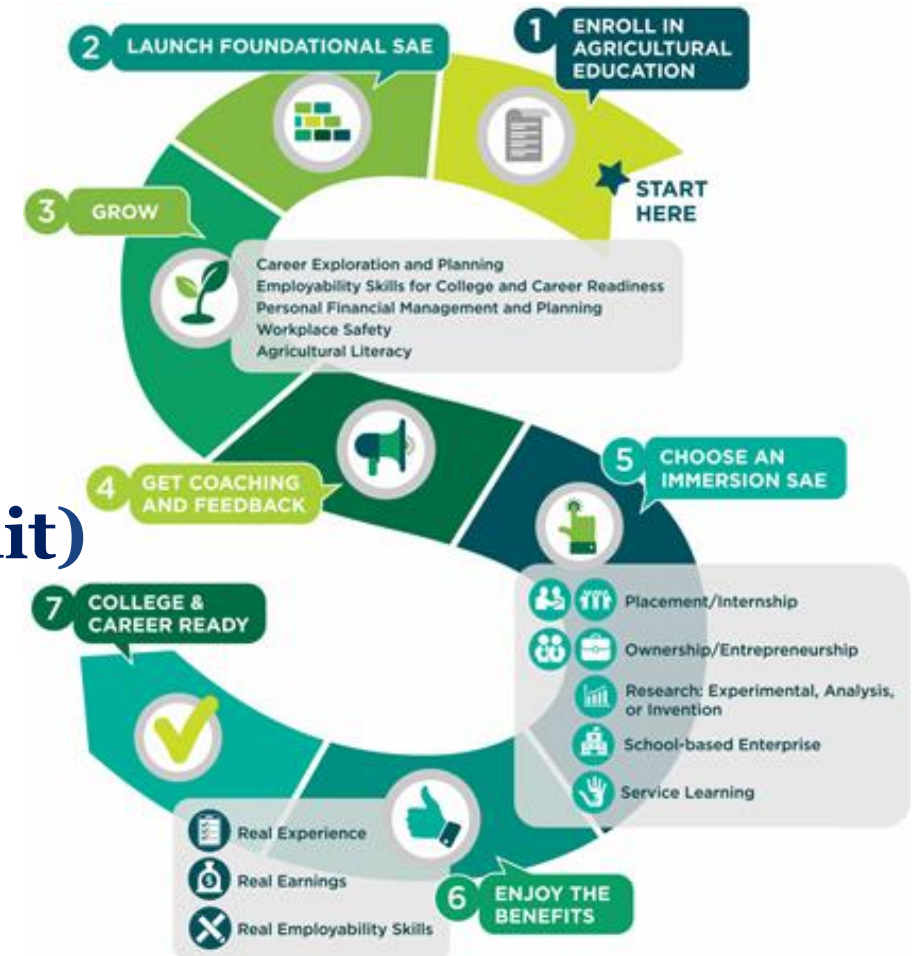 1 ENROLL IN
AGRICULTURAL
EDUCATION
START
HERE
2 LAUNCH FOUNDATIONAL SAE
3 GROW
Career Exploration and Planning
Employability Skills for College and Career Readiness
Personal Financial Management and Planning
Workplace Safety
Agricultural Literacy
4 GET COACHING
AND FEEDBACK
it)
5 CHOOSE AN
IMMERSION SAE
Placement/Internship
Ownership/Entrepreneurship
Research: Experimental, Analysis,
or Invention
School-based Enterprise
Service Learning
6 ENJOY THE
BENEFITS
Real Experience
Real Earnings
Real Employability Skills
7 COLLEGE &
CAREER READY